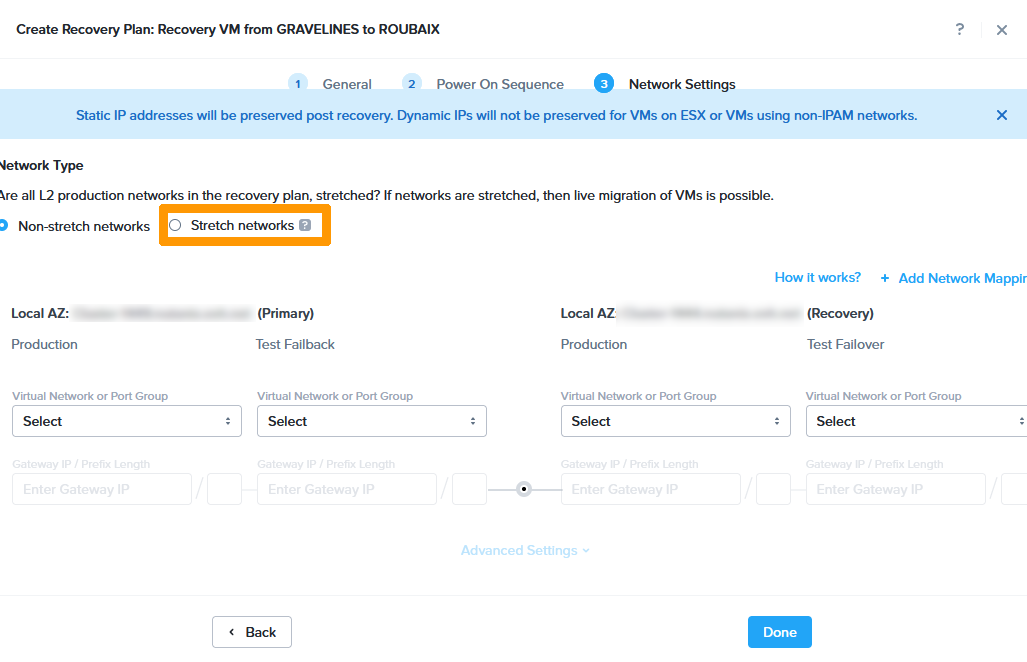 Create Recovery Plan: Recovery VM from GRAVELINES to ROUBAIX ?
1 General 2 Power On Sequence 3 Network Settings
Static IP addresses will be preserved post recovery. Dynamic IPs will not be preserved for VMs on ESX or VMs using non-IPAM networks.
Network Type
Are all L2 production networks in the recovery plan, stretched? If networks are stretched, then live migration of VMs is possible.
Non-stretch networks Stretch networks ?
How it works? + Add Network Mappin
Local AZ: (Primary) Local AZ (Recovery)
Production Test Failback Production Test Failover
Virtual Network or Port Group Virtual Network or Port Group Virtual Network or Port Group Virtual Network or Port Group
Select Select Select Select
Gateway IP / Prefix Length Gateway IP / Prefix Length Gateway IP / Prefix Length Gateway IP / Prefix Length
Enter Gateway IP / Enter Gateway IP / Enter Gateway IP / Enter Gateway IP /
Advanced Settings
Back Done